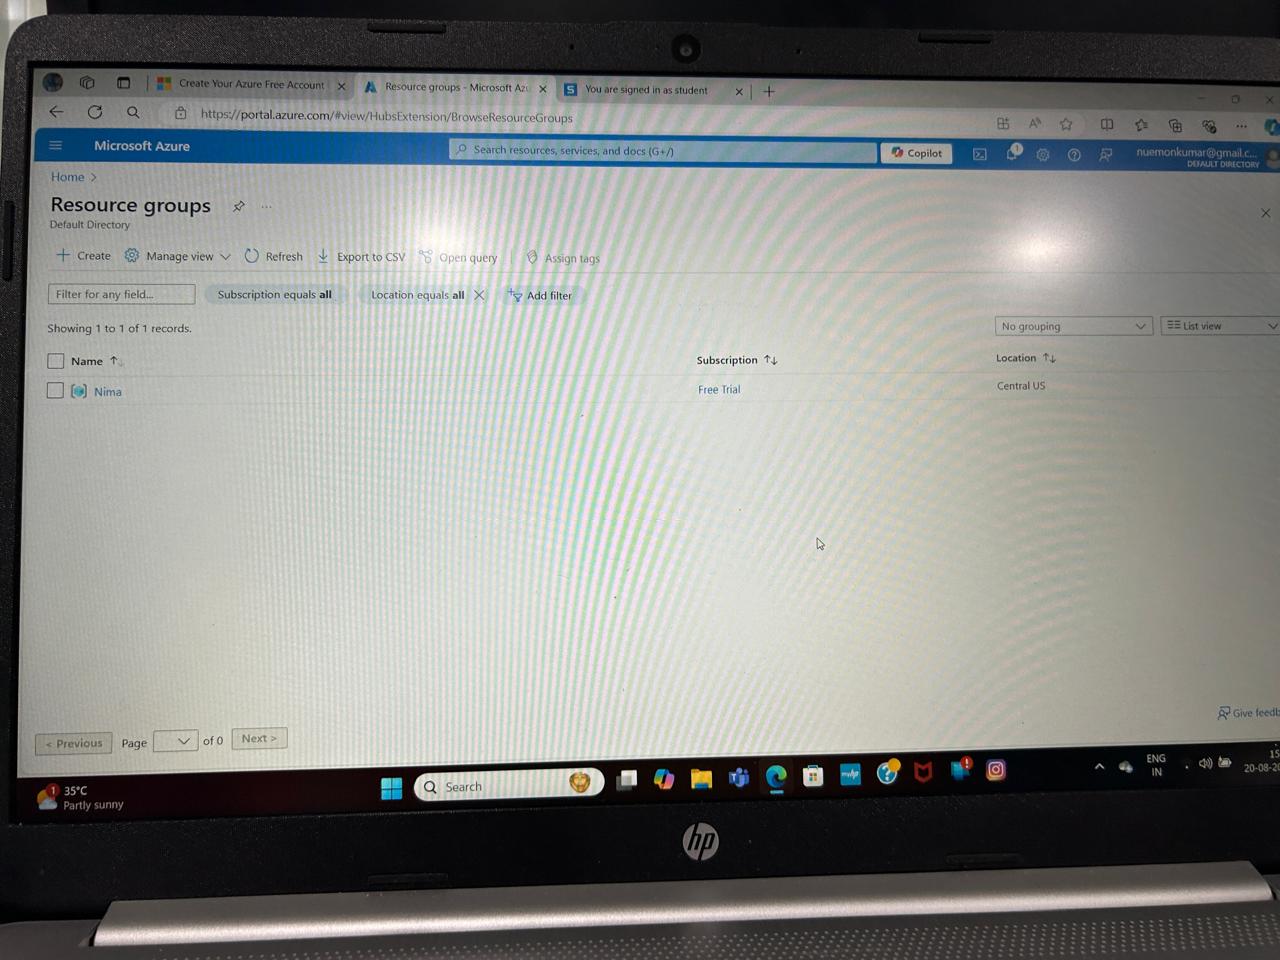 Create Your Azure Free Account
Resource groups - Microsoft Az
You are signed in as student
https://portal.azure.com/#view/HubsExtension/BrowseResourceGroups
Microsoft Azure
Search resources, services, and docs (G+/)
Copilot
1
nuemonkumar@gmail.c...
DEFAULT DIRECTORY
Home >
Resource groups
Default Directory
Create
Manage view
Refresh
Export to CSV
Open query
Assign tags
Filter for any field...
Subscription equals all
Location equals all
Add filter
Showing 1 to 1 of 1 records.
No grouping
List view
Name
Subscription
Location
Nima
Free Trial
Central US
Give feedb
< Previous
Page
of 0
Next >
1
35°C
Partly sunny
Search
myhp
ENG
IN
15
20-08-20
hp